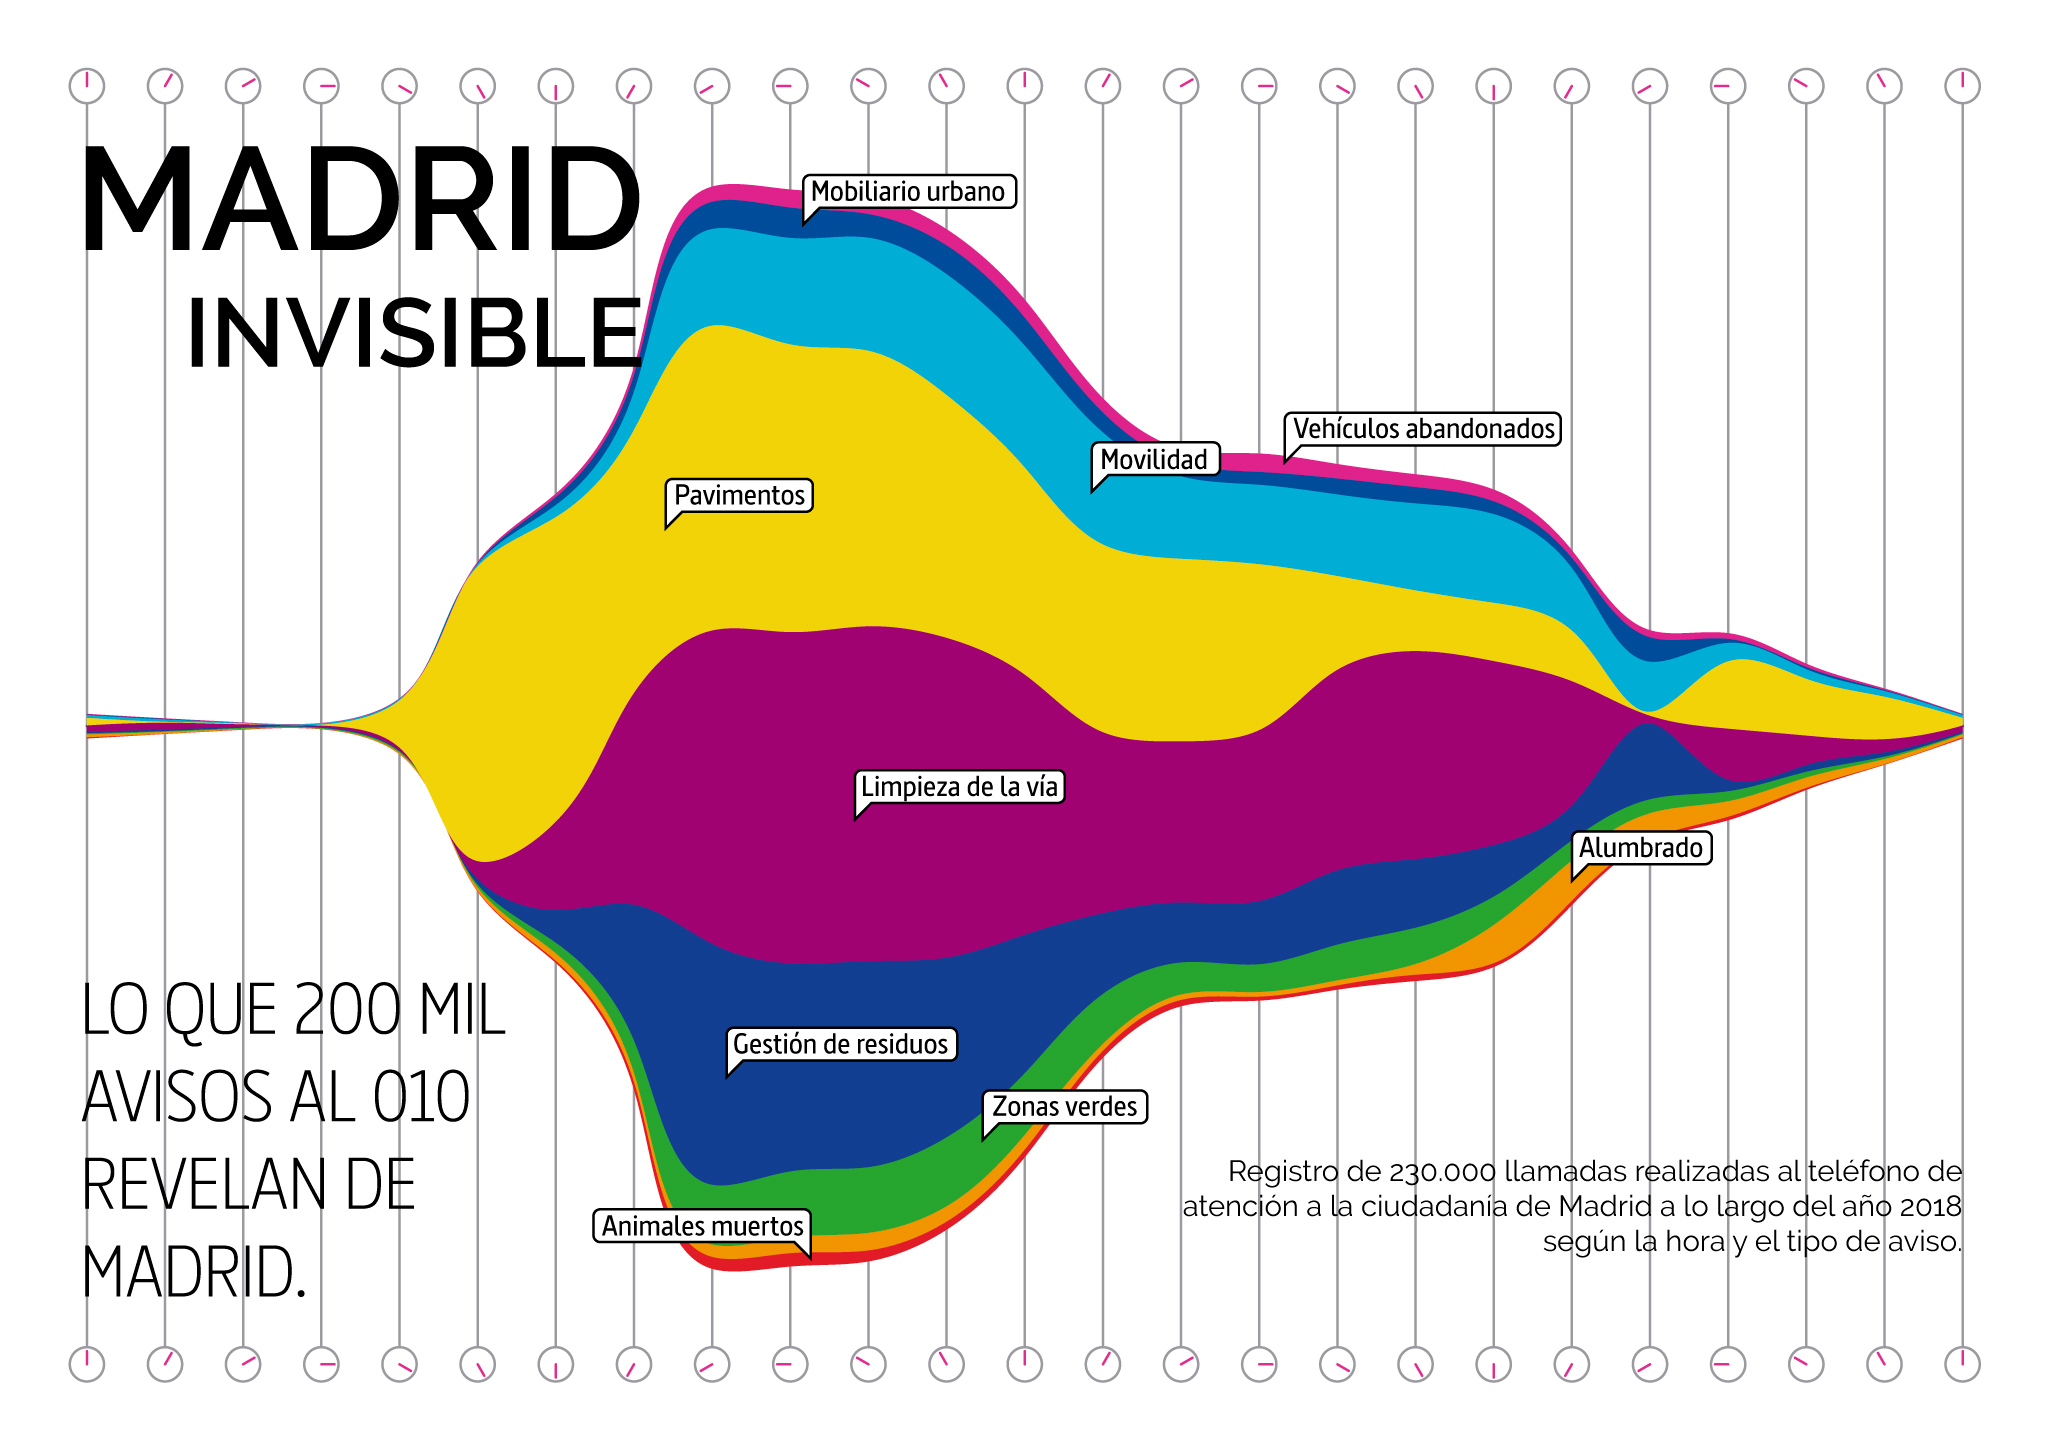 MADRID
INVISIBLE
Mobiliario urbano
Vehículos abandonados
Movilidad
Pavimentos
Limpieza de la vía
Alumbrado
Gestión de residuos
Zonas verdes
Animales muertos
LO QUE 200 MIL
AVISOS AL 010
REVELAN DE
MADRID.
Registro de 230.000 llamadas realizadas al teléfono de
atención a la ciudadanía de Madrid a lo largo del año 2018
según la hora y el tipo de aviso.